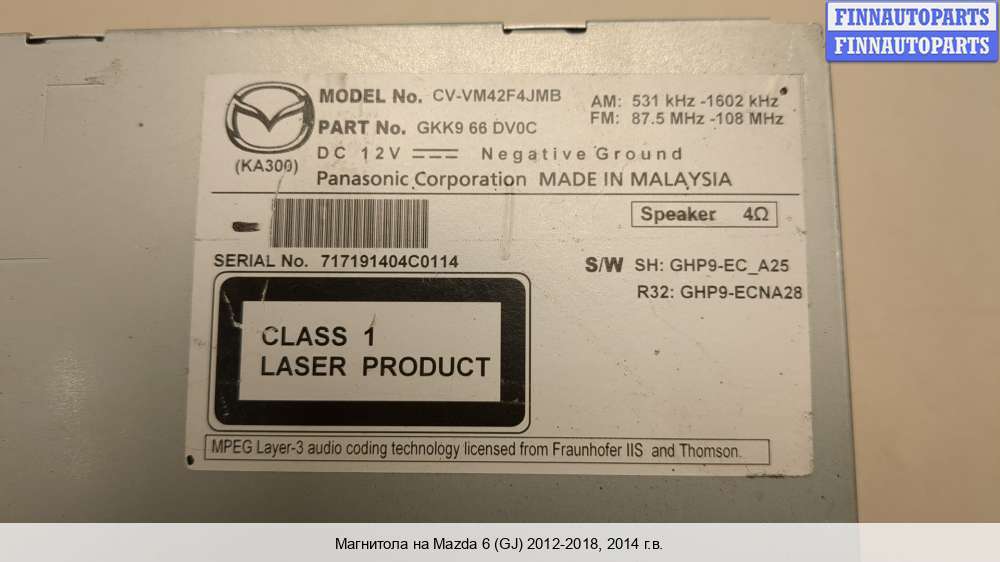 FINNAUTOPARTS
FINNAUTOPARTS
MODEL No. CV-VM42F4JMB
AM: 531 kHz -1602 kHz
FM: 87.5 MHz -108 MHz
PART No. GKK9 66 DV0C
(KA300)
DC 12V Negative Ground
Panasonic Corporation MADE IN MALAYSIA
Speaker 4Ω
SERIAL No. 717191404C0114
S/W SH: GHP9-EC_A25
R32: GHP9-ECNA28
CLASS 1
LASER PRODUCT
MPEG Layer-3 audio coding technology licensed from Fraunhofer IIS and Thomson.
Магнитола на Mazda 6 (GJ) 2012-2018, 2014 г.в.